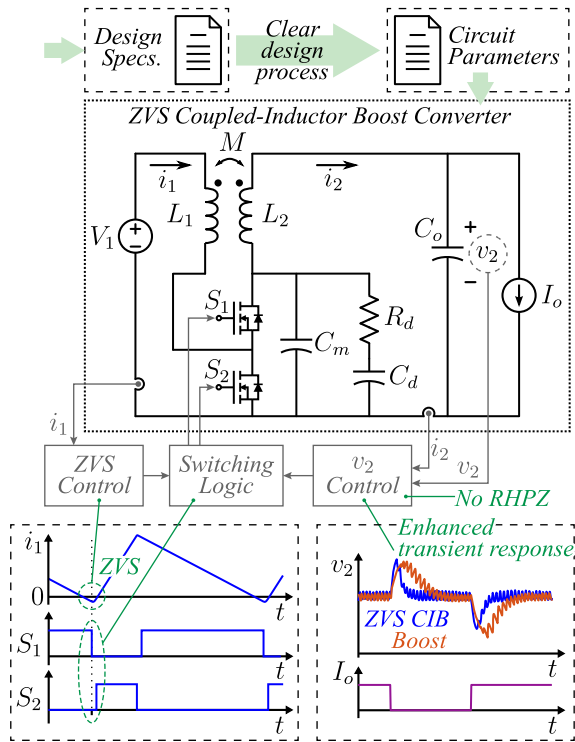 Design
Specs.
Clear
design
process
Circuit
Parameters
ZVS Coupled-Inductor Boost Converter
M
i1
i2
L1
L2
V1
Co
+
v2
−
Io
S1
Cm
Rd
S2
Cd
i1
i2
v2
ZVS
Control
Switching
Logic
v2
Control
No RHPZ
Enhanced
transient response
i1
ZVS
0
t
S1
t
S2
t
v2
ZVS CIB
Boost
t
Io
t